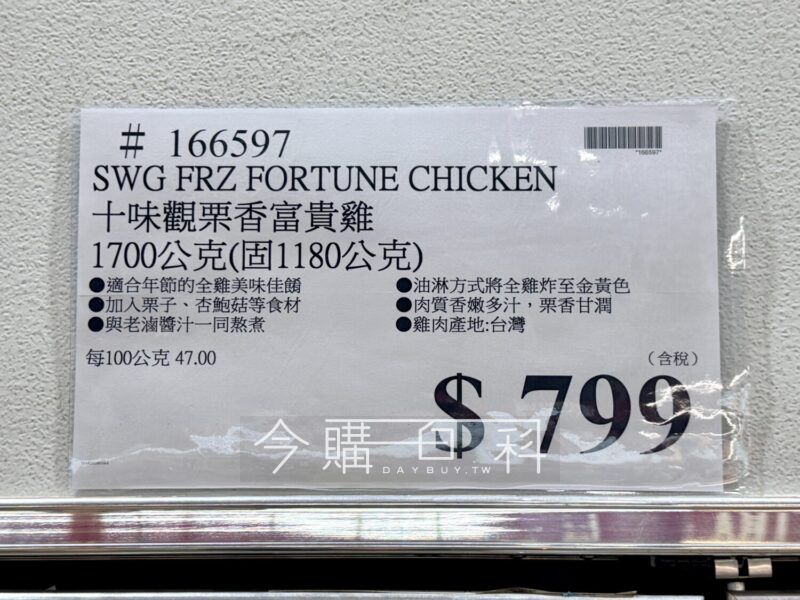 # 166597
*166597*
SWG FRZ FORTUNE CHICKEN
十味觀栗香富貴雞
1700公克(固1180公克)
●適合年節的全雞美味佳餚
●加入栗子、杏鮑菇等食材
●與老滷醬汁一同熬煮
●油淋方式將全雞炸至金黃色
●肉質香嫩多汁，栗香甘潤
●雞肉產地:台灣
每100公克 47.00
（含稅）
$ 799
今購百科
DAYBUY.TW